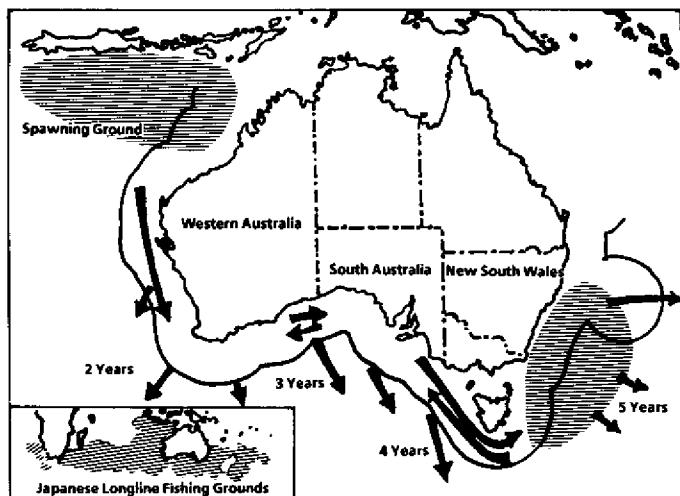 Spawning Ground
Western Australia
South Australia
New South Wales
2 Years
3 Years
4 Years
5 Years
Japanese Longline Fishing Grounds